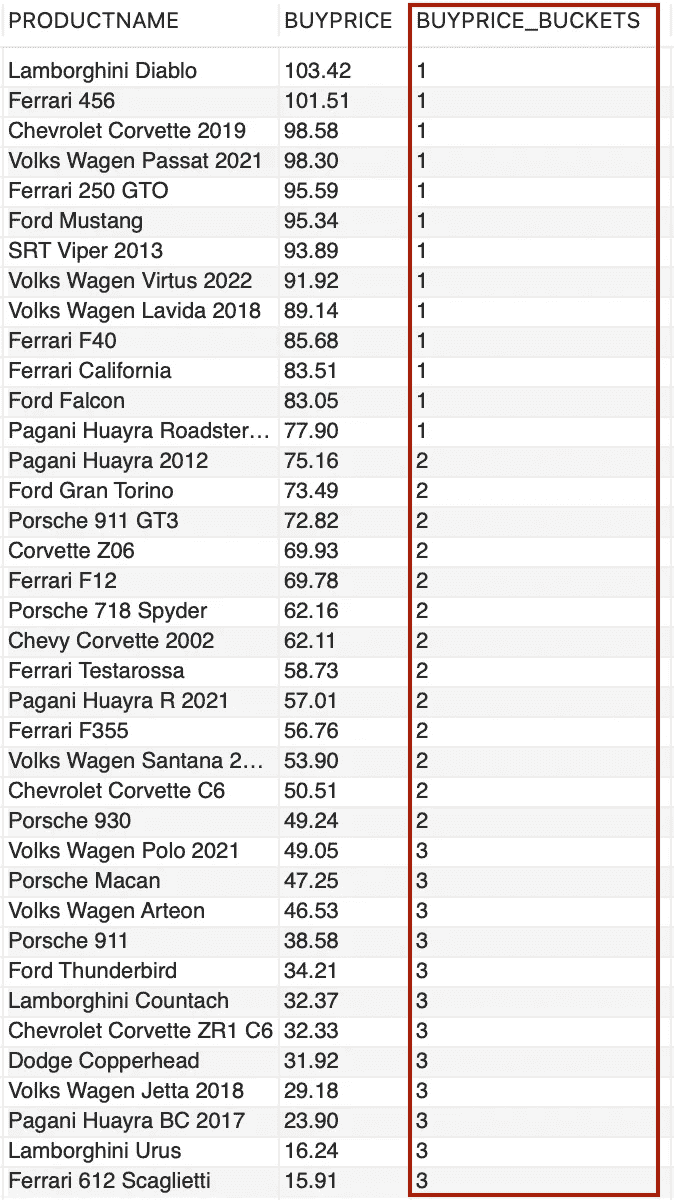 PRODUCTNAME BUYPRICE BUYPRICE_BUCKETS
Lamborghini Diablo 103.42 1
Ferrari 456 101.51 1
Chevrolet Corvette 2019 98.58 1
Volks Wagen Passat 2021 98.30 1
Ferrari 250 GTO 95.59 1
Ford Mustang 95.34 1
SRT Viper 2013 93.89 1
Volks Wagen Virtus 2022 91.92 1
Volks Wagen Lavida 2018 89.14 1
Ferrari F40 85.68 1
Ferrari California 83.51 1
Ford Falcon 83.05 1
Pagani Huayra Roadster... 77.90 1
Pagani Huayra 2012 75.16 2
Ford Gran Torino 73.49 2
Porsche 911 GT3 72.82 2
Corvette Z06 69.93 2
Ferrari F12 69.78 2
Porsche 718 Spyder 62.16 2
Chevy Corvette 2002 62.11 2
Ferrari Testarossa 58.73 2
Pagani Huayra R 2021 57.01 2
Ferrari F355 56.76 2
Volks Wagen Santana 2... 53.90 2
Chevrolet Corvette C6 50.51 2
Porsche 930 49.24 2
Volks Wagen Polo 2021 49.05 3
Porsche Macan 47.25 3
Volks Wagen Arteon 46.53 3
Porsche 911 38.58 3
Ford Thunderbird 34.21 3
Lamborghini Countach 32.37 3
Chevrolet Corvette ZR1 C6 32.33 3
Dodge Copperhead 31.92 3
Volks Wagen Jetta 2018 29.18 3
Pagani Huayra BC 2017 23.90 3
Lamborghini Urus 16.24 3
Ferrari 612 Scaglietti 15.91 3